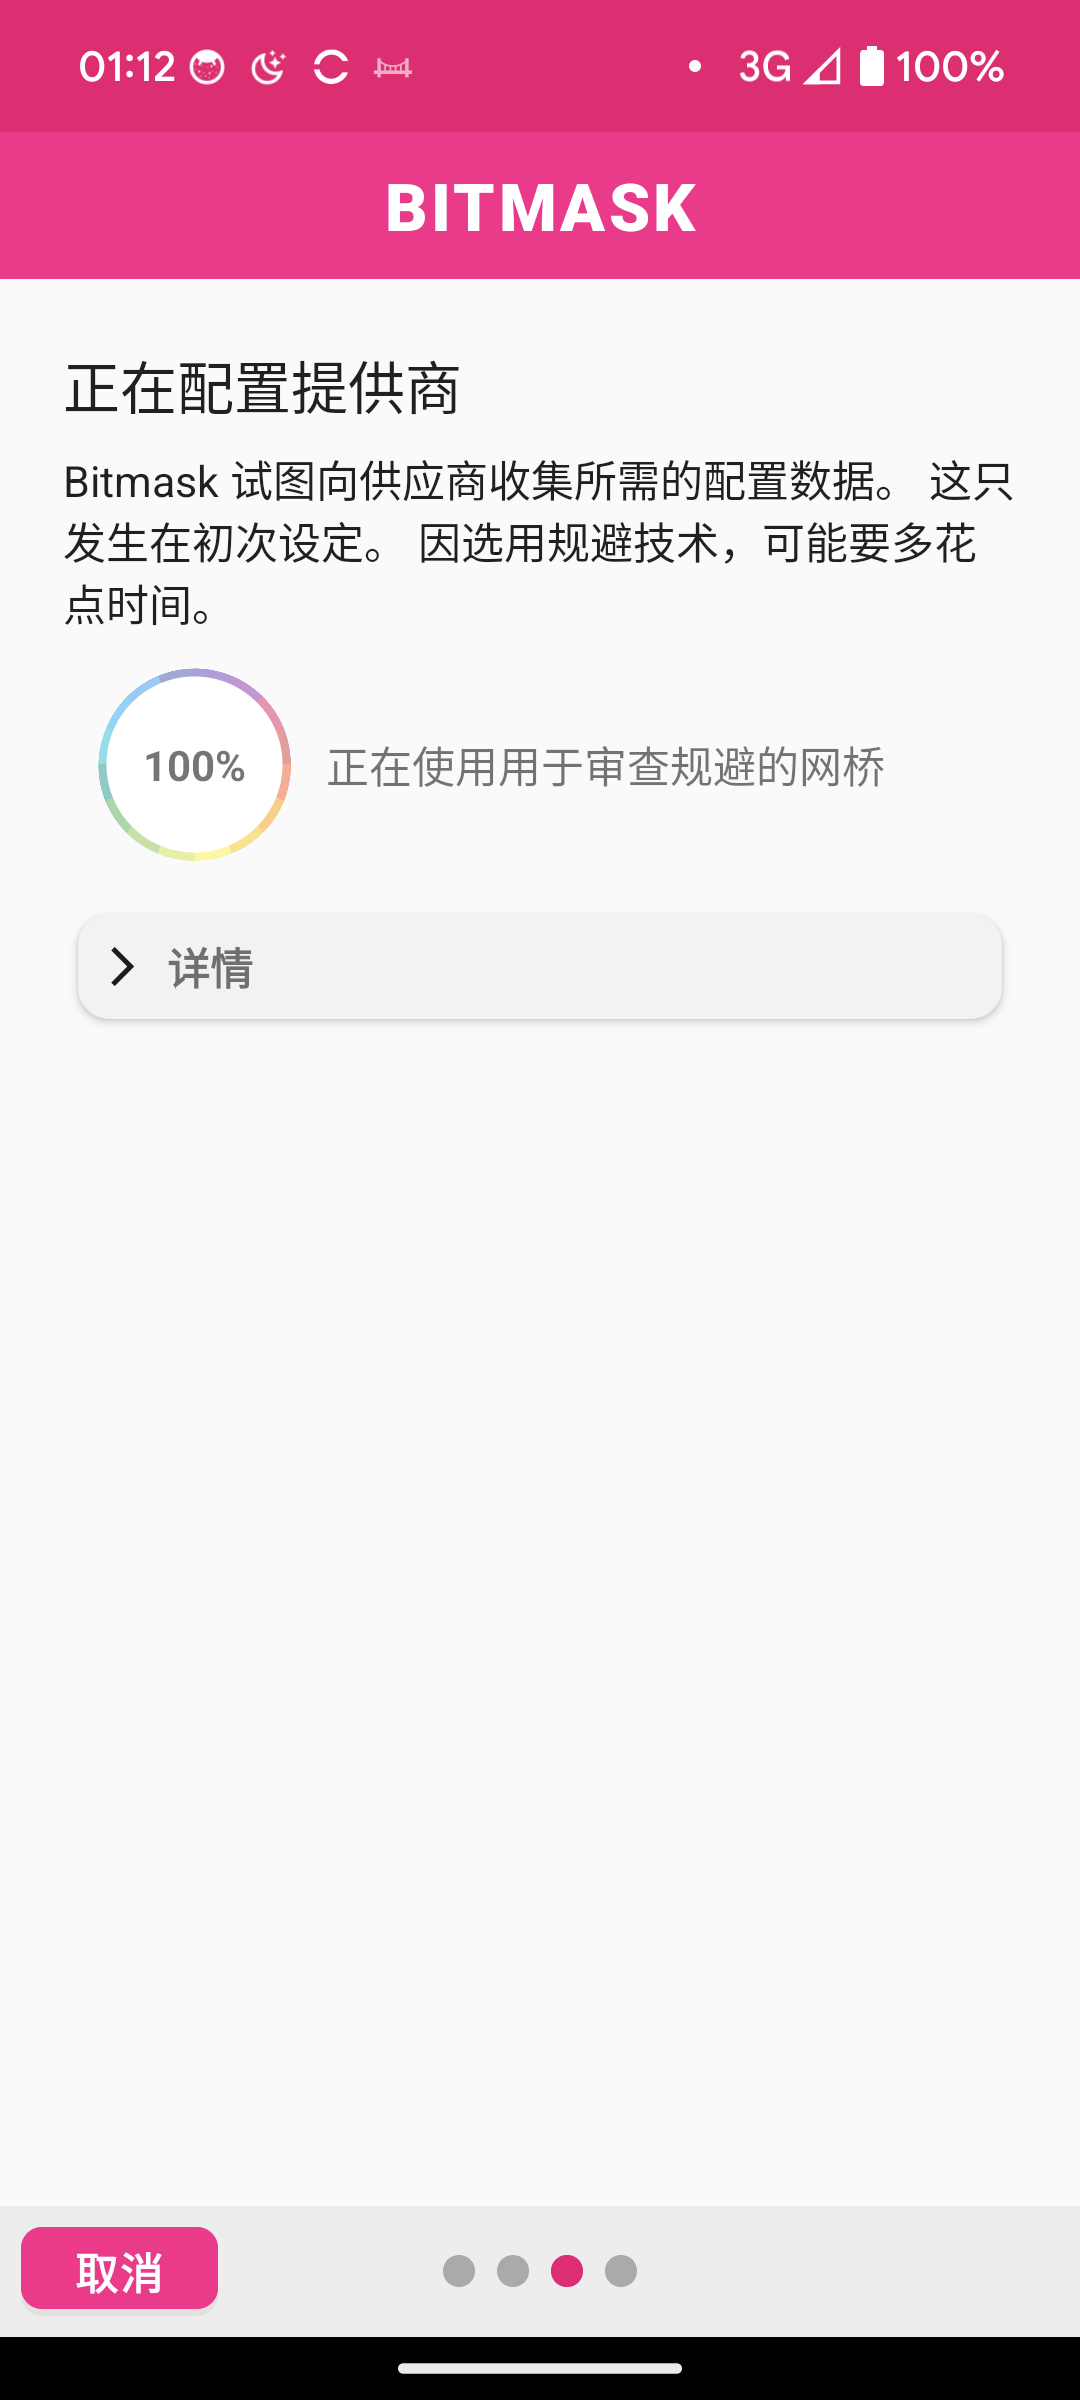 01:12
3G 100%
BITMASK
正在配置提供商
Bitmask 试图向供应商收集所需的配置数据。 这只
发生在初次设定。 因选用规避技术，可能要多花
点时间。
100%
正在使用用于审查规避的网桥
详情
取消